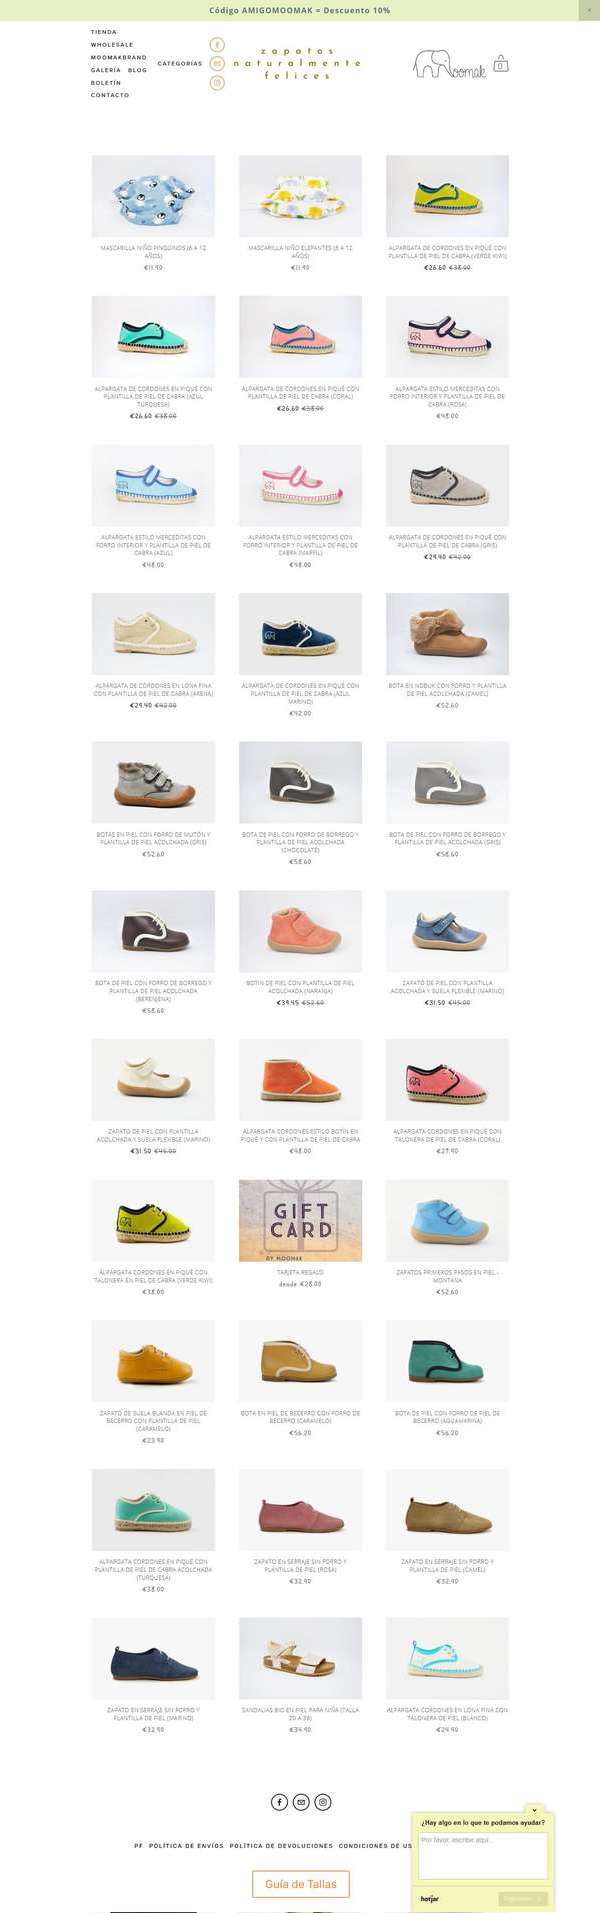 Código AMIGOMOOMAK = Descuento 10%
×
TIENDA
WHOLESALE
MOOMAKBRAND
GALERÍA BLOG
BOLETÍN
CONTACTO
CATEGORÍAS
zapatos
naturalmente
felices
moomak
0
MASCARILLA NIÑO PINGÜINOS (6 A 12
AÑOS)
€11.90
MASCARILLA NIÑO ELEFANTES (6 A 12
AÑOS)
€11.90
ALPARGATA DE CORDONES EN PIQUÉ CON
PLANTILLA DE PIEL DE CABRA (VERDE KIWI)
€26.60 €38.00
ALPARGATA DE CORDONES EN PIQUÉ CON
PLANTILLA DE PIEL DE CABRA (AZUL
TURQUESA)
€26.60 €38.00
ALPARGATA DE CORDONES EN PIQUÉ CON
PLANTILLA DE PIEL DE CABRA (CORAL)
€26.60 €38.00
ALPARGATA ESTILO MERCEDITAS CON
FORRO INTERIOR Y PLANTILLA DE PIEL DE
CABRA (ROSA)
€48.00
ALPARGATA ESTILO MERCEDITAS CON
FORRO INTERIOR Y PLANTILLA DE PIEL DE
CABRA (AZUL)
€48.00
ALPARGATA ESTILO MERCEDITAS CON
FORRO INTERIOR Y PLANTILLA DE PIEL DE
CABRA (MARFIL)
€48.00
ALPARGATA DE CORDONES EN PIQUÉ CON
PLANTILLA DE PIEL DE CABRA (GRIS)
€29.40 €42.00
ALPARGATA DE CORDONES EN LONA FINA
CON PLANTILLA DE PIEL DE CABRA (ARENA)
€29.40 €42.00
ALPARGATA DE CORDONES EN PIQUÉ CON
PLANTILLA DE PIEL DE CABRA (AZUL
MARINO)
€42.00
BOTA EN NOBUK CON FORRO Y PLANTILLA
DE PIEL ACOLCHADA (CAMEL)
€52.60
BOTAS EN PIEL CON FORRO DE MUTÓN Y
PLANTILLA DE PIEL ACOLCHADA (GRIS)
€52.60
BOTA DE PIEL CON FORRO DE BORREGO Y
PLANTILLA DE PIEL ACOLCHADA
(CHOCOLATE)
€58.60
BOTA DE PIEL CON FORRO DE BORREGO Y
PLANTILLA DE PIEL ACOLCHADA (GRIS)
€58.60
BOTA DE PIEL CON FORRO DE BORREGO Y
PLANTILLA DE PIEL ACOLCHADA
(BERENJENA)
€58.60
BOTÍN DE PIEL CON PLANTILLA DE PIEL
ACOLCHADA (NARANJA)
€39.45 €52.60
ZAPATO DE PIEL CON PLANTILLA
ACOLCHADA Y SUELA FLEXIBLE (MARINO)
€31.50 €45.00
ZAPATO DE PIEL CON PLANTILLA
ACOLCHADA Y SUELA FLEXIBLE (MARINO)
€31.50 €45.00
ALPARGATA CORDONES ESTILO BOTÍN EN
PIQUÉ Y CON PLANTILLA DE PIEL DE CABRA
€48.00
ALPARGATA CORDONES EN PIQUÉ CON
TALONERA DE PIEL DE CABRA (CORAL)
€27.90
ALPARGATA CORDONES EN PIQUÉ CON
TALONERA EN PIEL DE CABRA (VERDE KIWI)
€38.00
GIFT
CARD
BY MOOMAK
TARJETA REGALO
desde €28.00
ZAPATOS PRIMEROS PASOS EN PIEL -
MONTANA
€52.60
ZAPATO DE SUELA BLANDA EN PIEL DE
BECERRO CON PLANTILLA DE PIEL
(CARAMELO)
€23.90
BOTA EN PIEL DE BECERRO CON FORRO DE
BECERRO (CARAMELO)
€56.20
BOTA DE PIEL CON FORRO DE PIEL DE
BECERRO (AGUAMARINA)
€56.20
ALPARGATA CORDONES EN PIQUÉ CON
PLANTILLA DE PIEL DE CABRA ACOLCHADA
(TURQUESA)
€38.00
ZAPATO EN SERRAJE SIN FORRO Y
PLANTILLA DE PIEL (ROSA)
€32.90
ZAPATO EN SERRAJE SIN FORRO Y
PLANTILLA DE PIEL (CAMEL)
€32.90
ZAPATO EN SERRAJE SIN FORRO Y
PLANTILLA DE PIEL (MARINO)
€32.90
SANDALIAS BIO EN PIEL PARA NIÑA (TALLA
20 A 38)
€34.90
ALPARGATA CORDONES EN LONA FINA CON
TALONERA DE PIEL (BLANCO)
€24.90
PF POLÍTICA DE ENVÍOS POLÍTICA DE DEVOLUCIONES CONDICIONES DE US
Guía de Tallas
¿Hay algo en lo que te podamos ayudar?
Por favor, escribe aquí...
hotjar